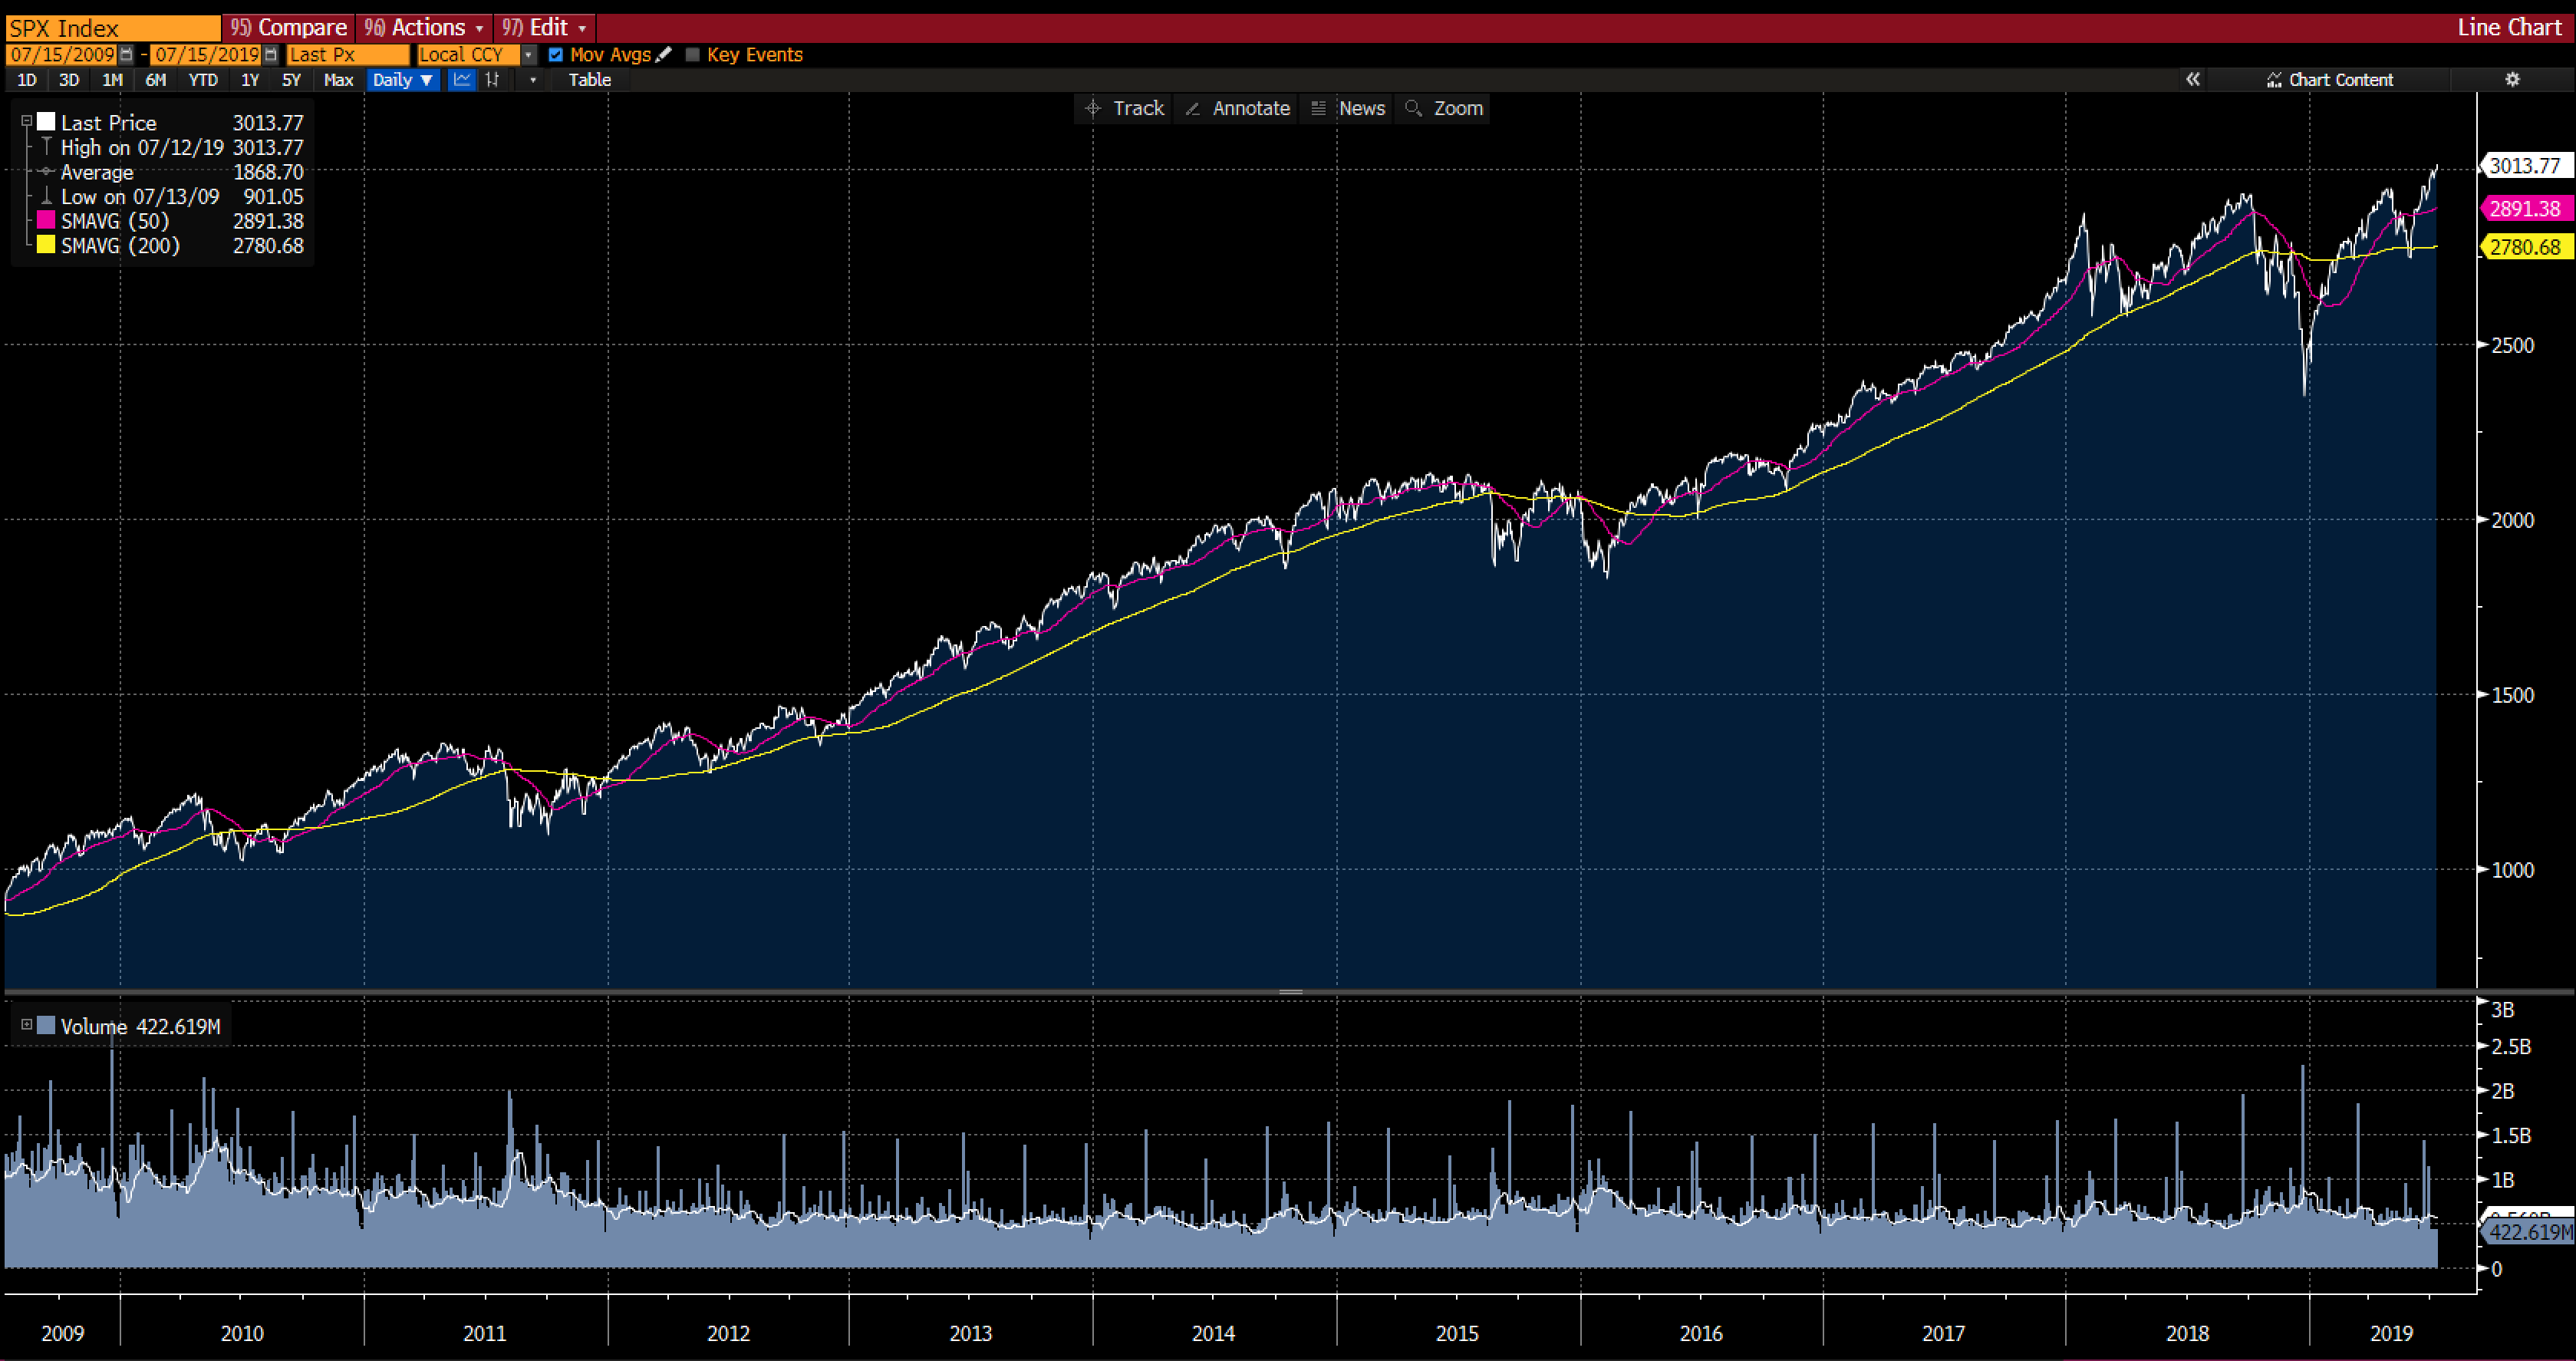 SPX Index 95) Compare 96) Actions 97) Edit Line Chart
07/15/2009 - 07/15/2019 Last Px Local CCY Mov Avgs Key Events
1D 3D 1M 6M YTD 1Y 5Y Max Daily ▼ Table « Chart Content
Track Annotate News Zoom
Last Price 3013.77
High on 07/12/19 3013.77
Average 1868.70
Low on 07/13/09 901.05
SMAVG (50) 2891.38
SMAVG (200) 2780.68
3013.77
2891.38
2780.68
2500
2000
1500
1000
Volume 422.619M
3B
2.5B
2B
1.5B
1B
422.619M
0
2009 2010 2011 2012 2013 2014 2015 2016 2017 2018 2019